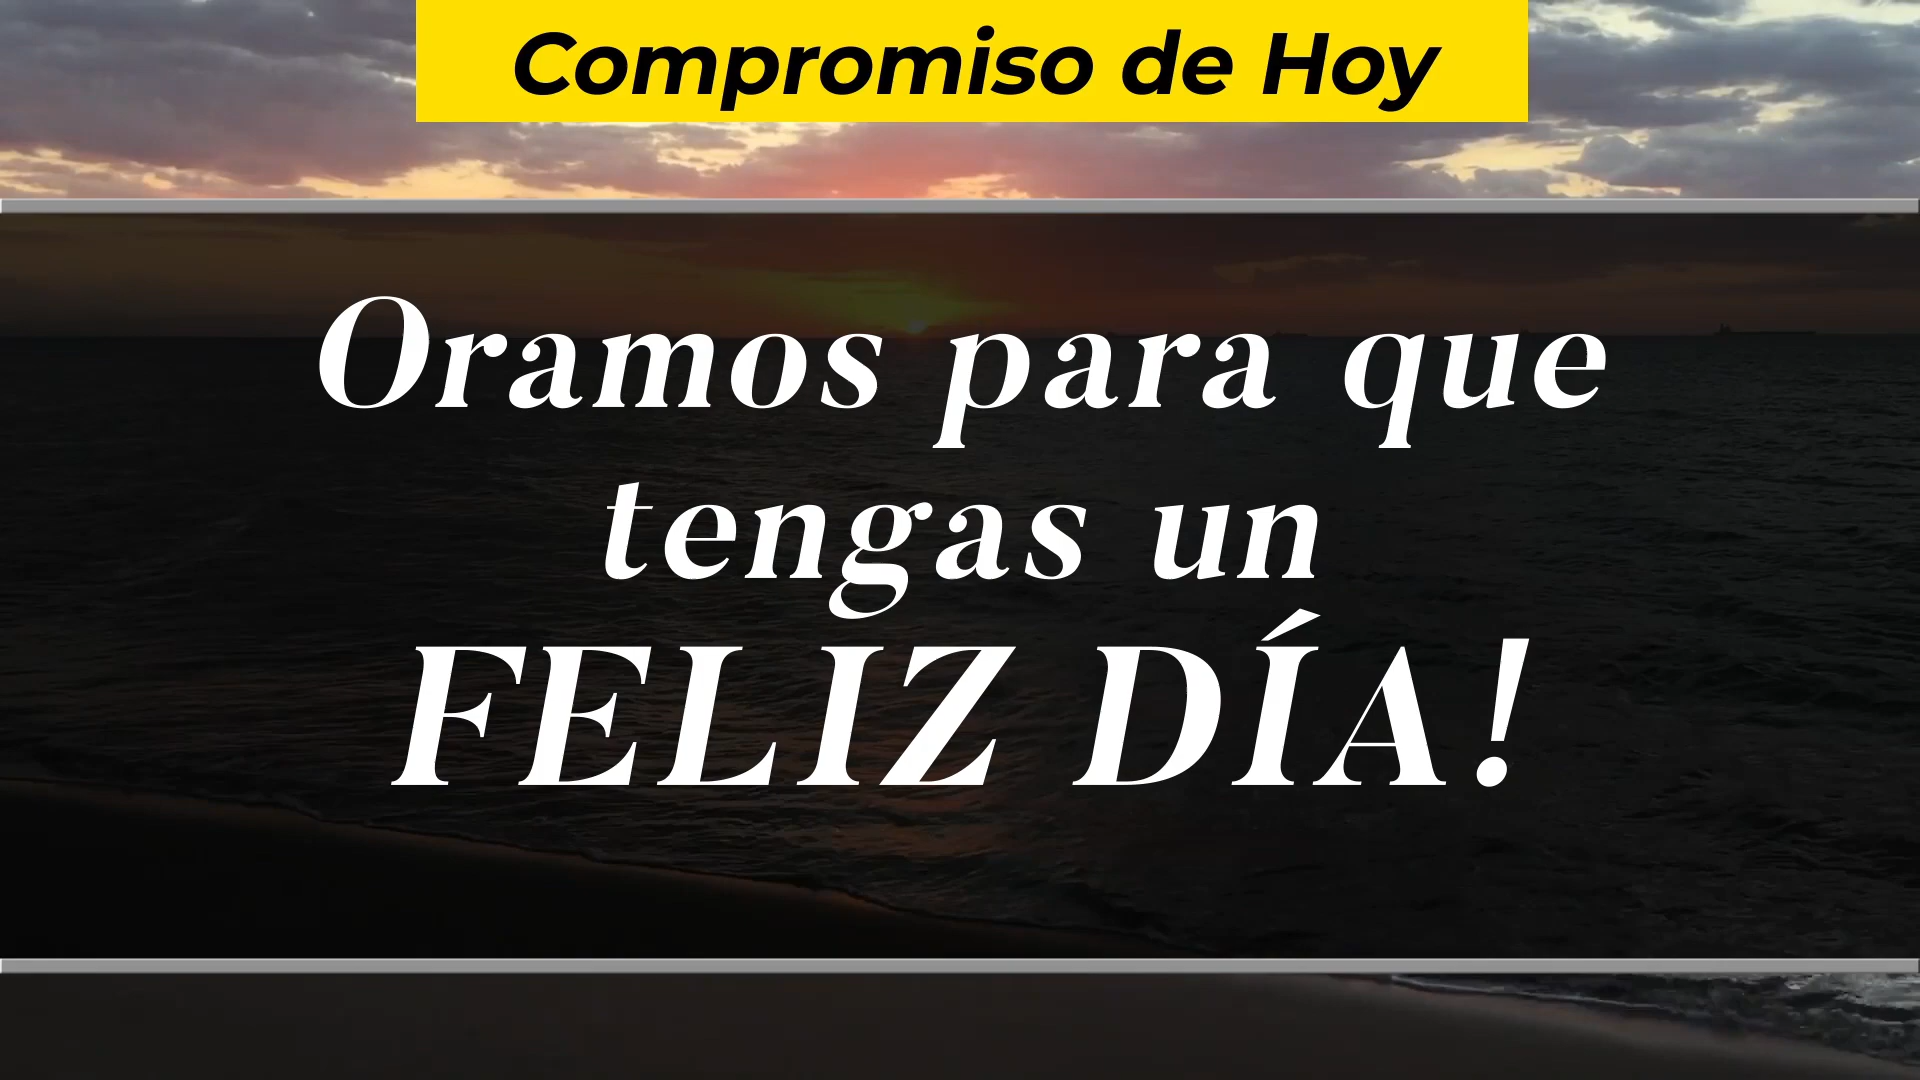 Compromiso de Hoy
Oramos para que
tengas un
FELIZ DÍA!